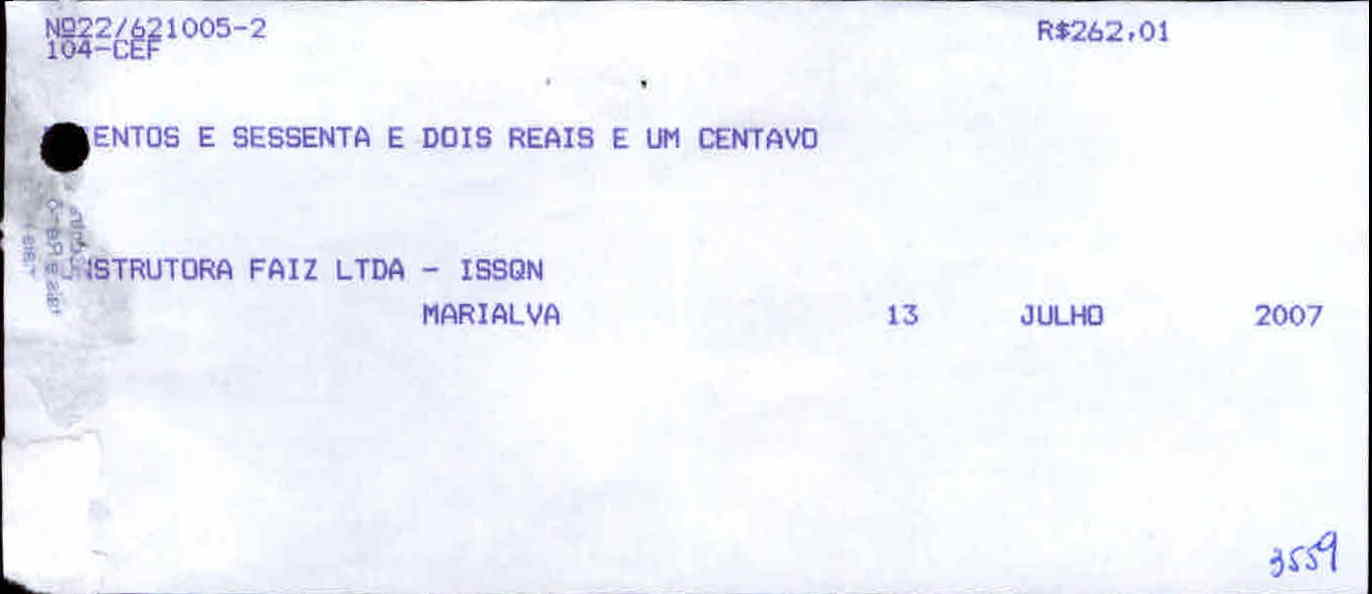 Nº22/621005-2 R$262,01
104-CEF
ENTOS E SESSENTA E DOIS REAIS E UM CENTAVO
STRUTORA FAIZ LTDA - ISSQN
MARIALVA 13 JULHO 2007
3559